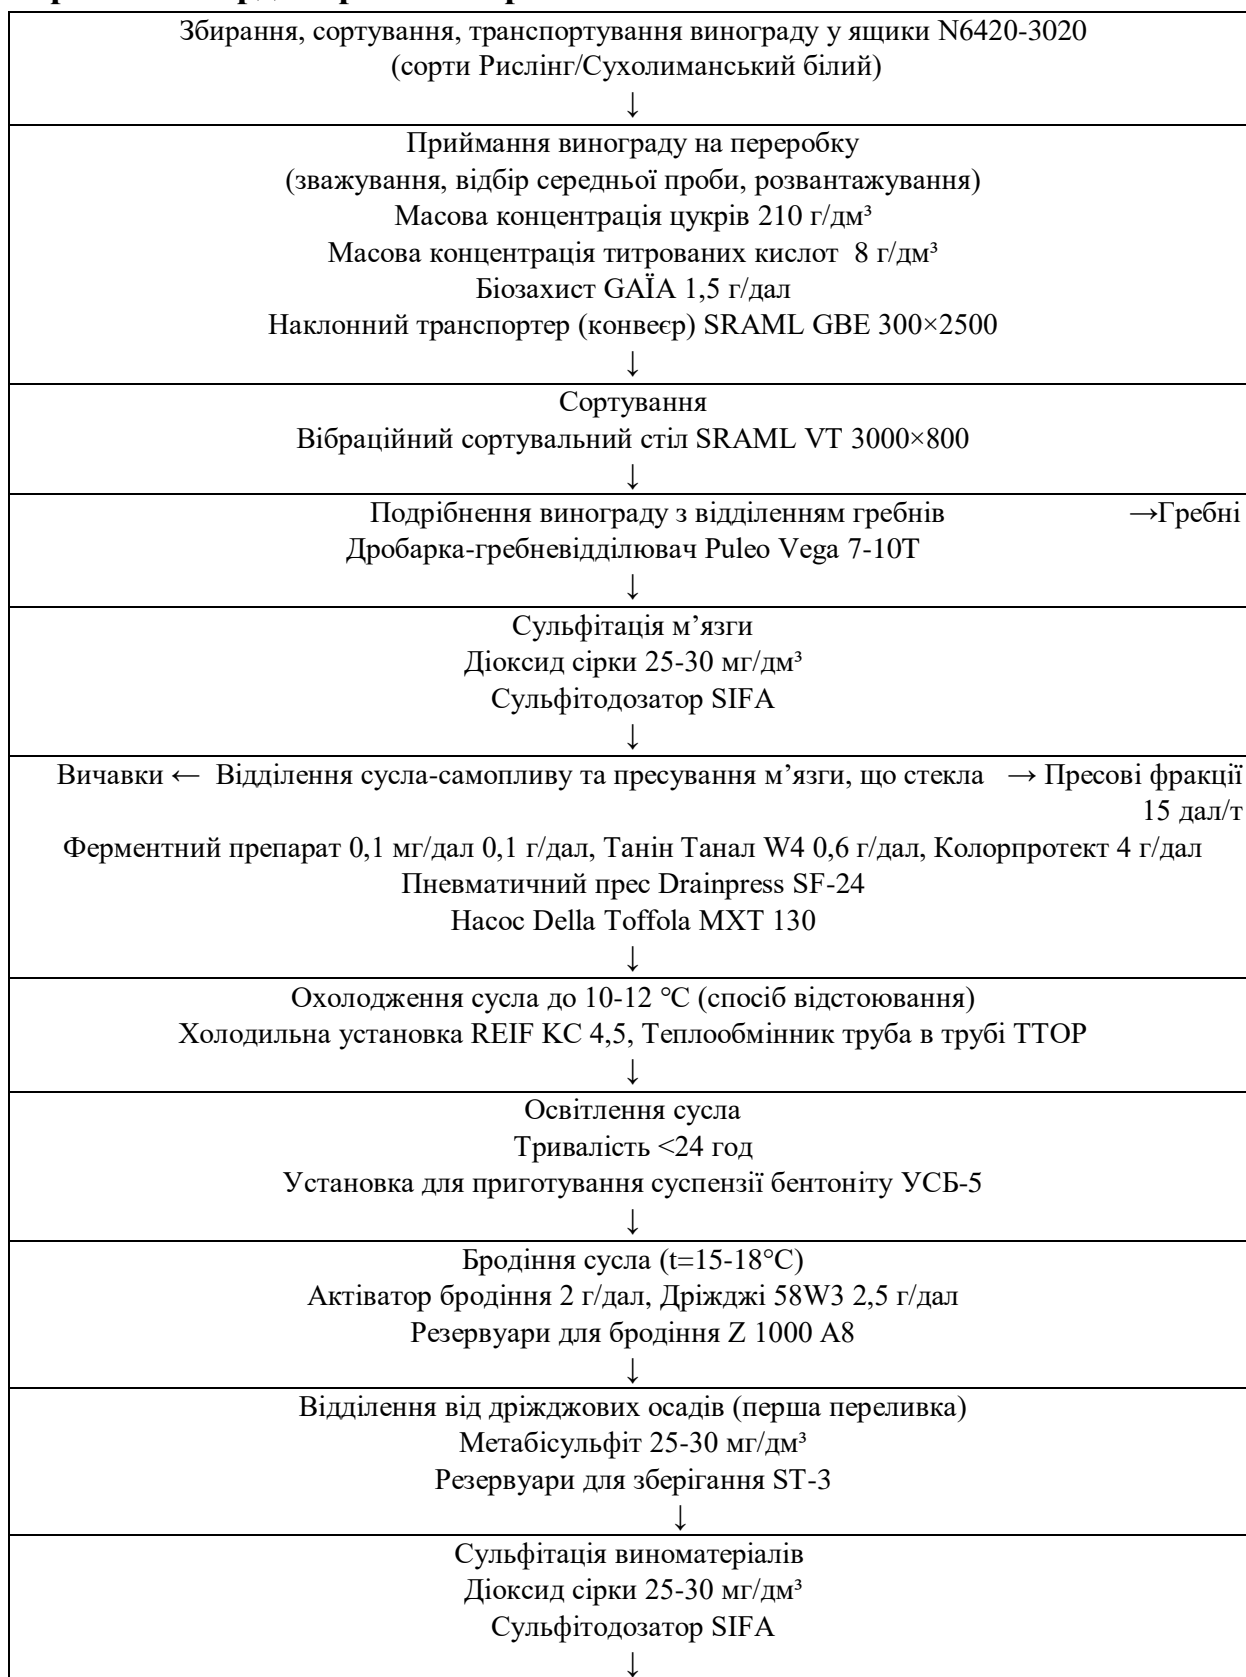 Збирання, сортування, транспортування винограду у ящики N6420-3020
(сорти Рислінг/Сухолиманський білий)
↓
Приймання винограду на переробку
(зважування, відбір середньої проби, розвантажування)
Масова концентрація цукрів 210 г/дм³
Масова концентрація титрованих кислот 8 г/дм³
Біозахист GAÏA 1,5 г/дал
Наклонний транспортер (конвеєр) SRAML GBE 300×2500
↓
Сортування
Вібраційний сортувальний стіл SRAML VT 3000×800
↓
Подрібнення винограду з відділенням гребнів →Гребні
Дробарка-гребневідділювач Puleo Vega 7-10T
↓
Сульфітація м’язги
Діоксид сірки 25-30 мг/дм³
Сульфітодозатор SIFA
↓
Вичавки ← Відділення сусла-самопливу та пресування м’язги, що стекла → Пресові фракції
15 дал/т
Ферментний препарат 0,1 мг/дал 0,1 г/дал, Танін Танал W4 0,6 г/дал, Колорпротект 4 г/дал
Пневматичний прес Drainpress SF-24
Насос Della Toffola MXT 130
↓
Охолодження сусла до 10-12 °С (спосіб відстоювання)
Холодильна установка REIF КС 4,5, Теплообмінник труба в трубі ТТОР
↓
Освітлення сусла
Тривалість <24 год
Установка для приготування суспензії бентоніту УСБ-5
↓
Бродіння сусла (t=15-18°С)
Актіватор бродіння 2 г/дал, Дріжджі 58W3 2,5 г/дал
Резервуари для бродіння Z 1000 A8
↓
Відділення від дріжджових осадів (перша переливка)
Метабісульфіт 25-30 мг/дм³
Резервуари для зберігання ST-3
↓
Сульфітація виноматеріалів
Діоксид сірки 25-30 мг/дм³
Сульфітодозатор SIFA
↓